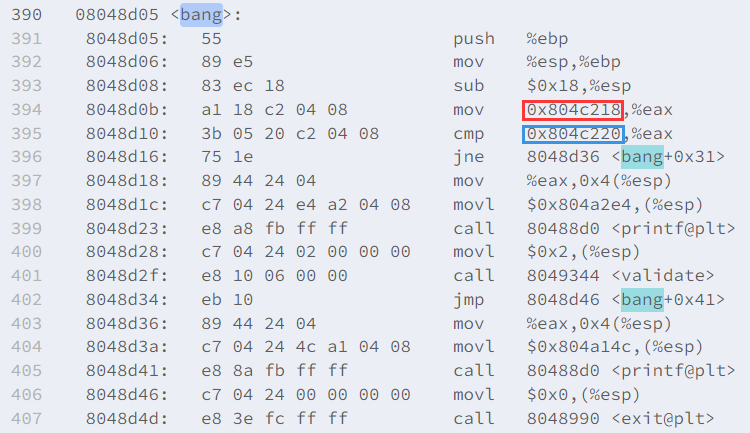 390 08048d05 <bang>:
391 8048d05: 55 push %ebp
392 8048d06: 89 e5 mov %esp,%ebp
393 8048d08: 83 ec 18 sub $0x18,%esp
394 8048d0b: a1 18 c2 04 08 mov 0x804c218,%eax
395 8048d10: 3b 05 20 c2 04 08 cmp 0x804c220,%eax
396 8048d16: 75 1e jne 8048d36 <bang+0x31>
397 8048d18: 89 44 24 04 mov %eax,0x4(%esp)
398 8048d1c: c7 04 24 e4 a2 04 08 movl $0x804a2e4,(%esp)
399 8048d23: e8 a8 fb ff ff call 80488d0 <printf@plt>
400 8048d28: c7 04 24 02 00 00 00 movl $0x2,(%esp)
401 8048d2f: e8 10 06 00 00 call 8049344 <validate>
402 8048d34: eb 10 jmp 8048d46 <bang+0x41>
403 8048d36: 89 44 24 04 mov %eax,0x4(%esp)
404 8048d3a: c7 04 24 4c a1 04 08 movl $0x804a14c,(%esp)
405 8048d41: e8 8a fb ff ff call 80488d0 <printf@plt>
406 8048d46: c7 04 24 00 00 00 00 movl $0x0,(%esp)
407 8048d4d: e8 3e fc ff ff call 8048990 <exit@plt>